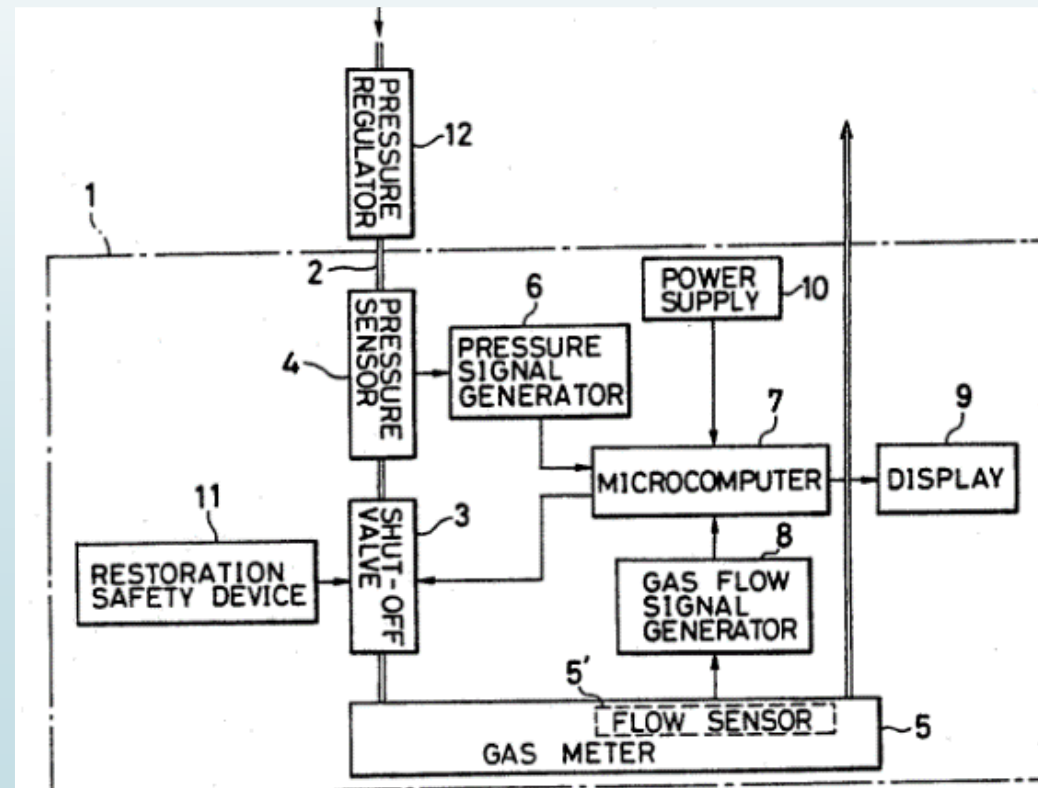 PRESSURE
REGULATOR
12
1
2
PRESSURE
SENSOR
4
6
PRESSURE
SIGNAL
GENERATOR
POWER
SUPPLY
10
7
MICROCOMPUTER
9
DISPLAY
11
RESTORATION
SAFETY DEVICE
SHUT-OFF
VALVE
3
8
GAS FLOW
SIGNAL
GENERATOR
5'
FLOW SENSOR
GAS METER
5